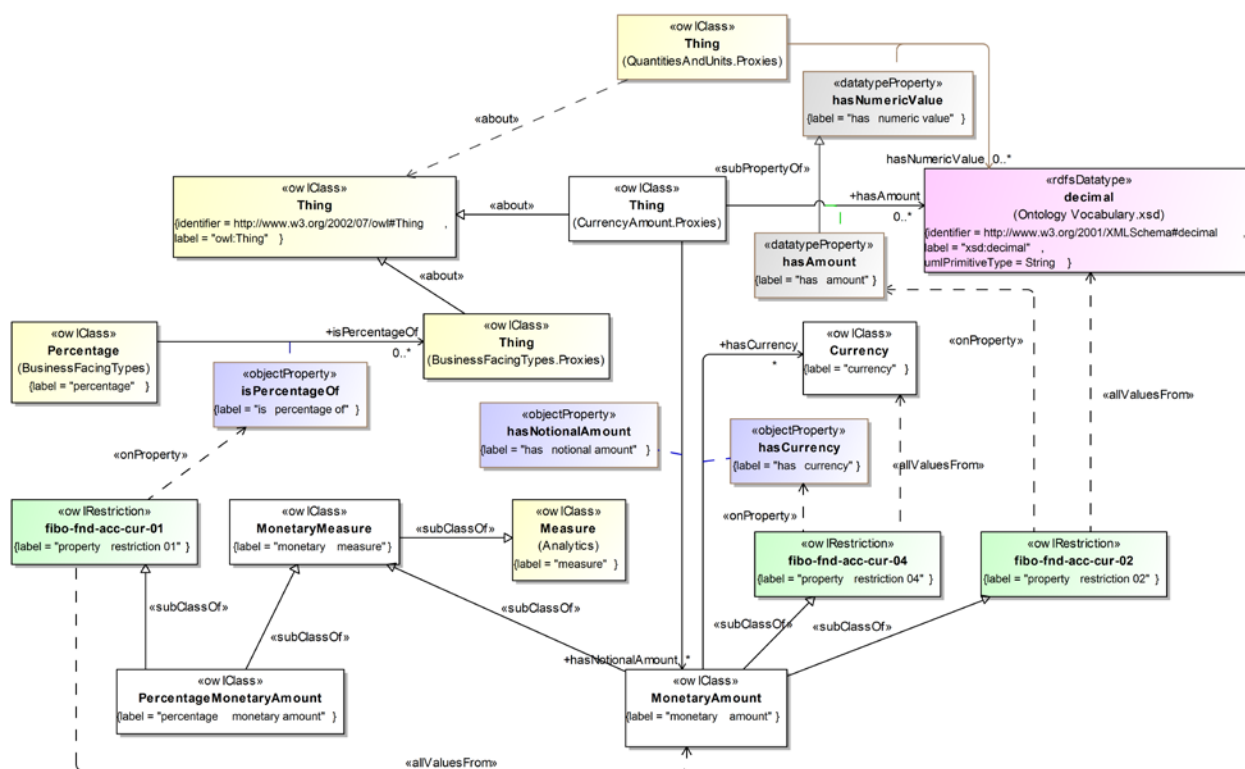 «owlClass»
Thing
(QuantitiesAndUnits.Proxies)
«datatypeProperty»
hasNumericValue
{label = "has numeric value" }
«about»
«subPropertyOf»
hasNumericValue 0..*
«owlClass»
Thing
{identifier = http://www.w3.org/2002/07/owl#Thing ,
label = "owl:Thing" }
«about»
«owlClass»
Thing
(CurrencyAmount.Proxies)
+hasAmount
0..*
«rdfsDatatype»
decimal
(Ontology Vocabulary.xsd)
{identifier = http://www.w3.org/2001/XMLSchema#decimal ,
label = "xsd:decimal" ,
umlPrimitiveType = String }
«datatypeProperty»
hasAmount
{label = "has amount" }
«about»
«owlClass»
Percentage
(BusinessFacingTypes)
{label = "percentage" }
+isPercentageOf
0..*
«owlClass»
Thing
(BusinessFacingTypes.Proxies)
+hasCurrency
*
«owlClass»
Currency
{label = "currency" }
«onProperty»
«objectProperty»
isPercentageOf
{label = "is percentage of" }
«allValuesFrom»
«objectProperty»
hasNotionalAmount
{label = "has notional amount" }
«objectProperty»
hasCurrency
{label = "has currency" }
«onProperty»
«allValuesFrom»
«owlRestriction»
fibo-fnd-acc-cur-01
{label = "property restriction 01" }
«owlClass»
MonetaryMeasure
{label = "monetary measure" }
«subClassOf»
«owlClass»
Measure
(Analytics)
{label = "measure" }
«onProperty»
«owlRestriction»
fibo-fnd-acc-cur-04
{label = "property restriction 04" }
«owlRestriction»
fibo-fnd-acc-cur-02
{label = "property restriction 02" }
«subClassOf»
«subClassOf»
«subClassOf»
«subClassOf»
«subClassOf»
+hasNotionalAmount *
«owlClass»
PercentageMonetaryAmount
{label = "percentage monetary amount" }
«owlClass»
MonetaryAmount
{label = "monetary amount" }
«allValuesFrom»